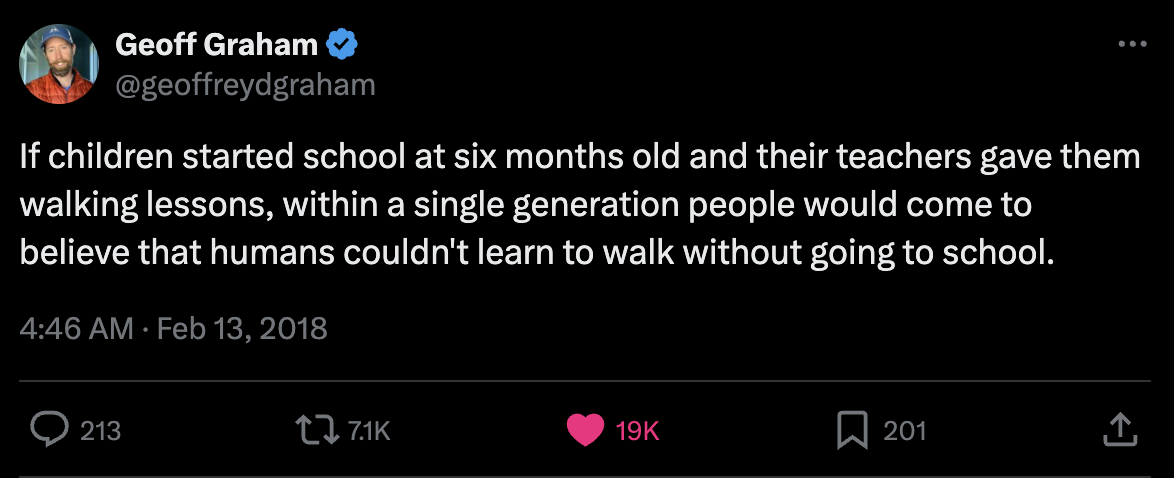 Geoff Graham
@geoffreydgraham
If children started school at six months old and their teachers gave them
walking lessons, within a single generation people would come to
believe that humans couldn't learn to walk without going to school.
4:46 AM · Feb 13, 2018
213 7.1K 19K 201